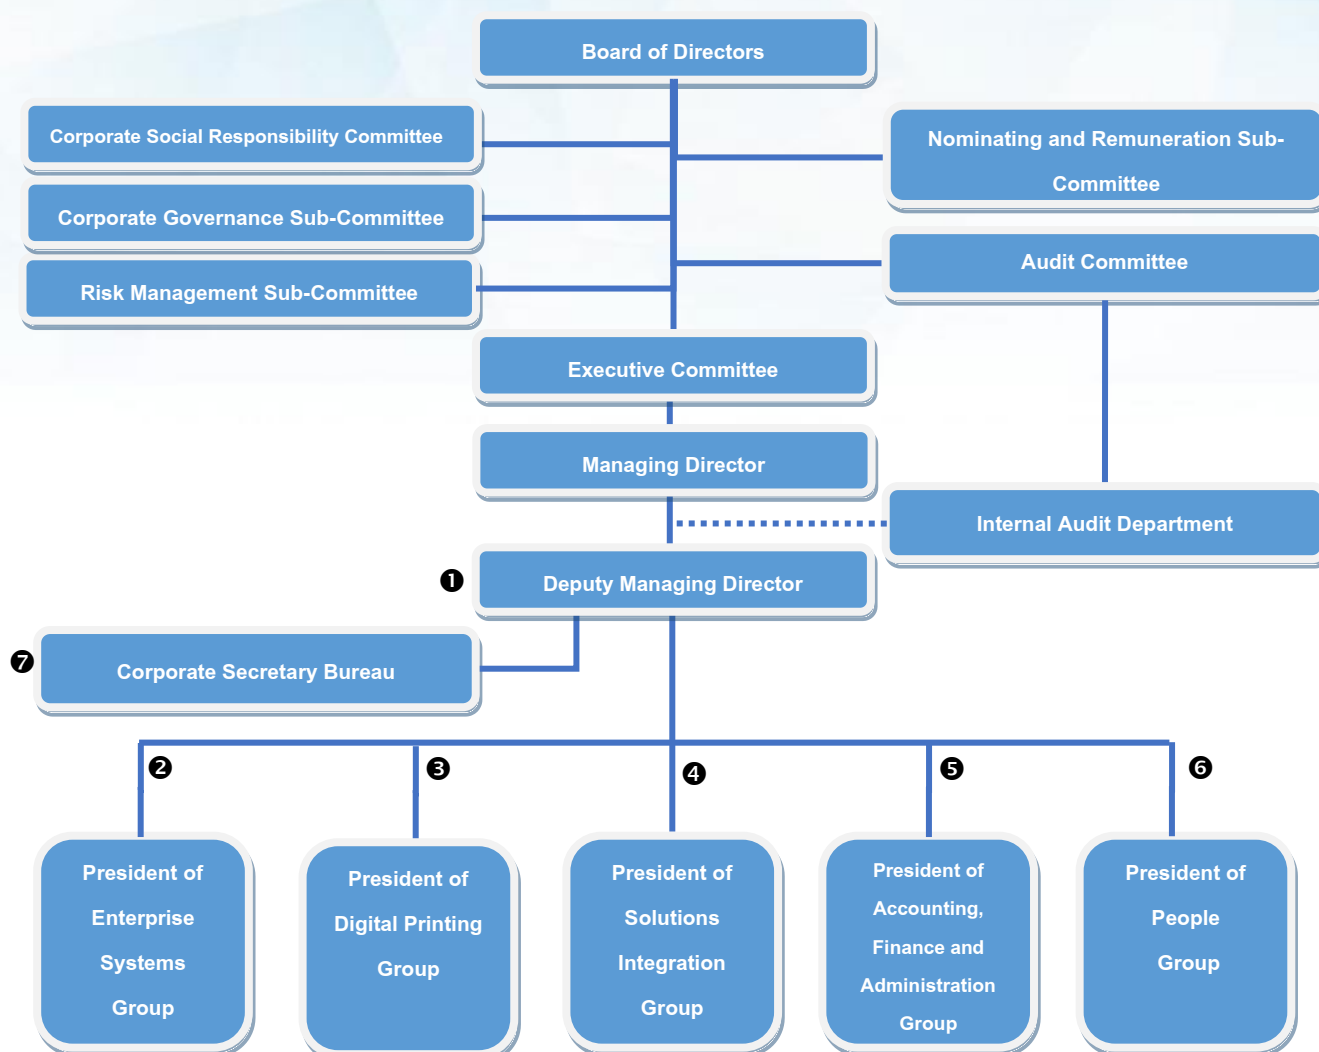 Board of Directors
Corporate Social Responsibility Committee
Nominating and Remuneration Sub-
Committee
Corporate Governance Sub-Committee
Audit Committee
Risk Management Sub-Committee
Executive Committee
Managing Director
Internal Audit Department
❶
Deputy Managing Director
❼
Corporate Secretary Bureau
❷
❸
❹
❺
❻
President of
Enterprise
Systems
Group
President of
Digital Printing
Group
President of
Solutions
Integration
Group
President of
Accounting,
Finance and
Administration
Group
President of
People
Group